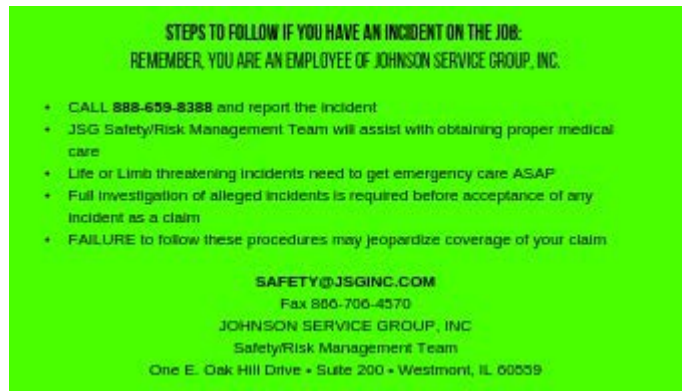 STEPS TO FOLLOW IF YOU HAVE AN INCIDENT ON THE JOB:
REMEMBER, YOU ARE AN EMPLOYEE OF JOHNSON SERVICE GROUP, INC.
• CALL 888-659-8388 and report the incident
• JSG Safety/Risk Management Team will assist with obtaining proper medical
care
• Life or Limb threatening incidents need to get emergency care ASAP
• Full investigation of alleged incidents is required before acceptance of any
incident as a claim
• FAILURE to follow these procedures may jeopardize coverage of your claim
SAFETY@JSGINC.COM
Fax 866-706-4570
JOHNSON SERVICE GROUP, INC
Safety/Risk Management Team
One E. Oak Hill Drive • Suite 200 • Westmont, IL 60559